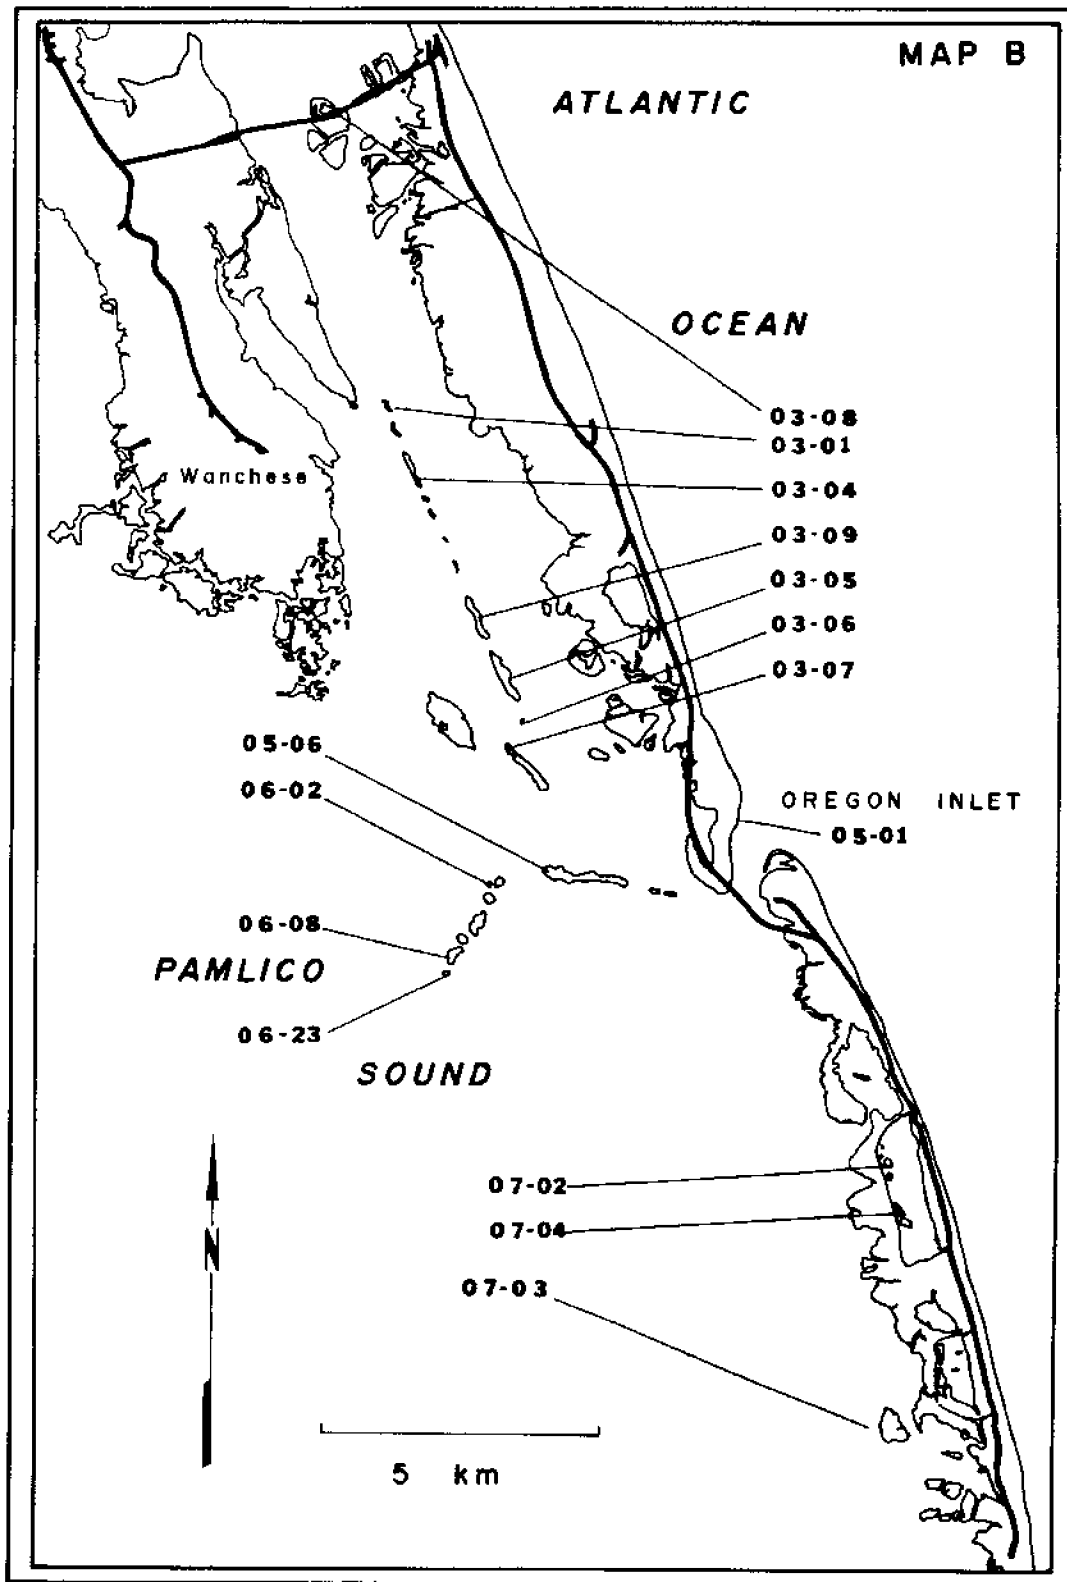 MAP B
ATLANTIC
OCEAN
03-08
03-01
03-04
Wanchese
03-09
03-05
03-06
03-07
05-06
06-02
OREGON INLET
05-01
06-08
PAMLICO
06-23
SOUND
07-02
07-04
N
07-03
5 km